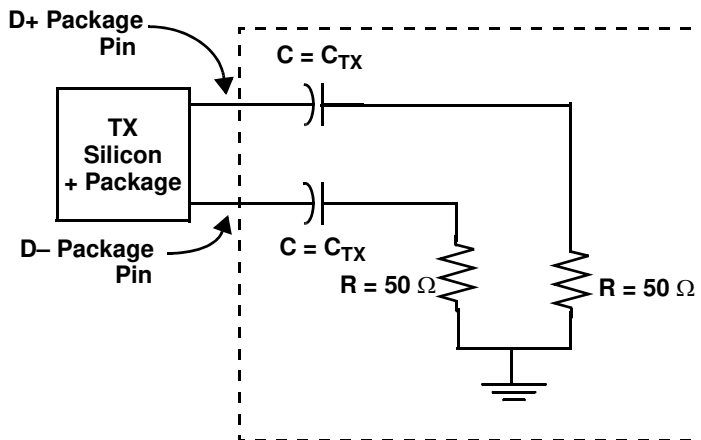 D+ Package
Pin
C = CTX
TX
Silicon
+ Package
D– Package
Pin
C = CTX
R = 50 Ω
R = 50 Ω